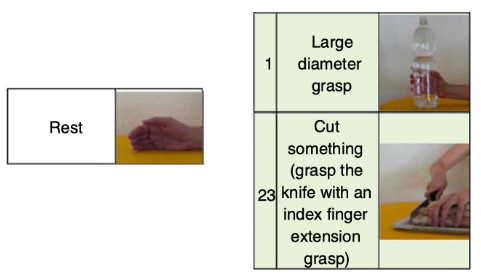 Rest
1
Large
diameter
grasp
23
Cut
something
(grasp the
knife with an
index finger
extension
grasp)